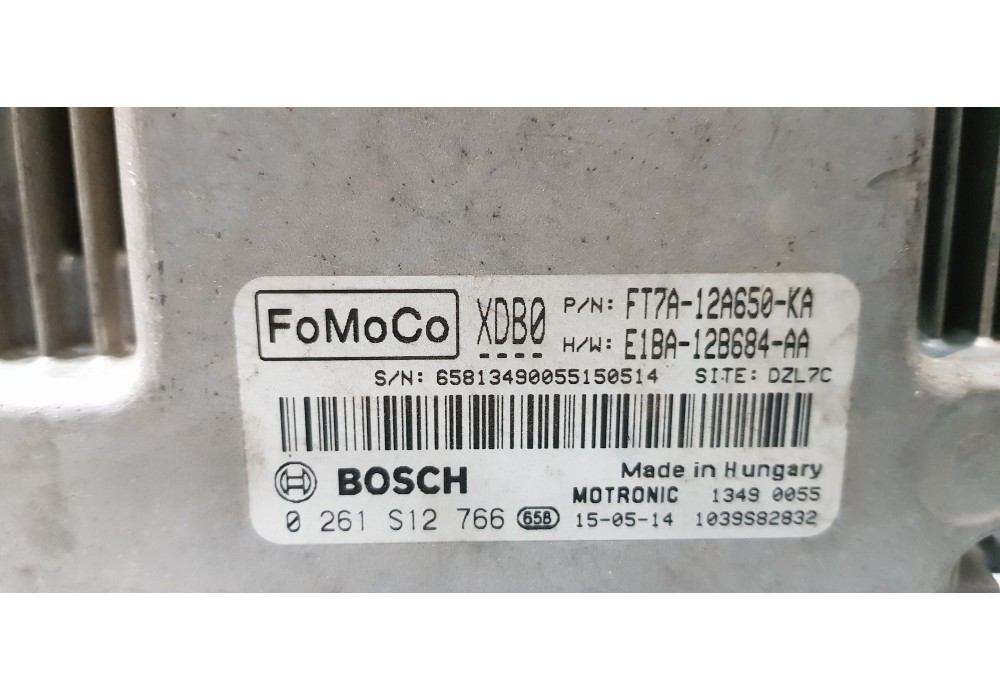 FoMoCo XDB0 P/N: FT7A-12A650-KA
H/W: E1BA-12B684-AA
S/N: 65813490055150514 SITE: DZL7C
BOSCH Made in Hungary
MOTRONIC 1349 0055
0 261 S12 766 658 15-05-14 1039S82832